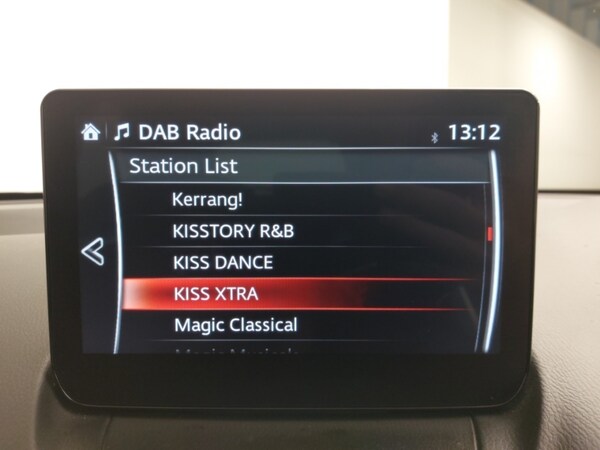 DAB Radio
13:12
Station List
Kerrang!
KISSTORY R&B
KISS DANCE
KISS XTRA
Magic Classical